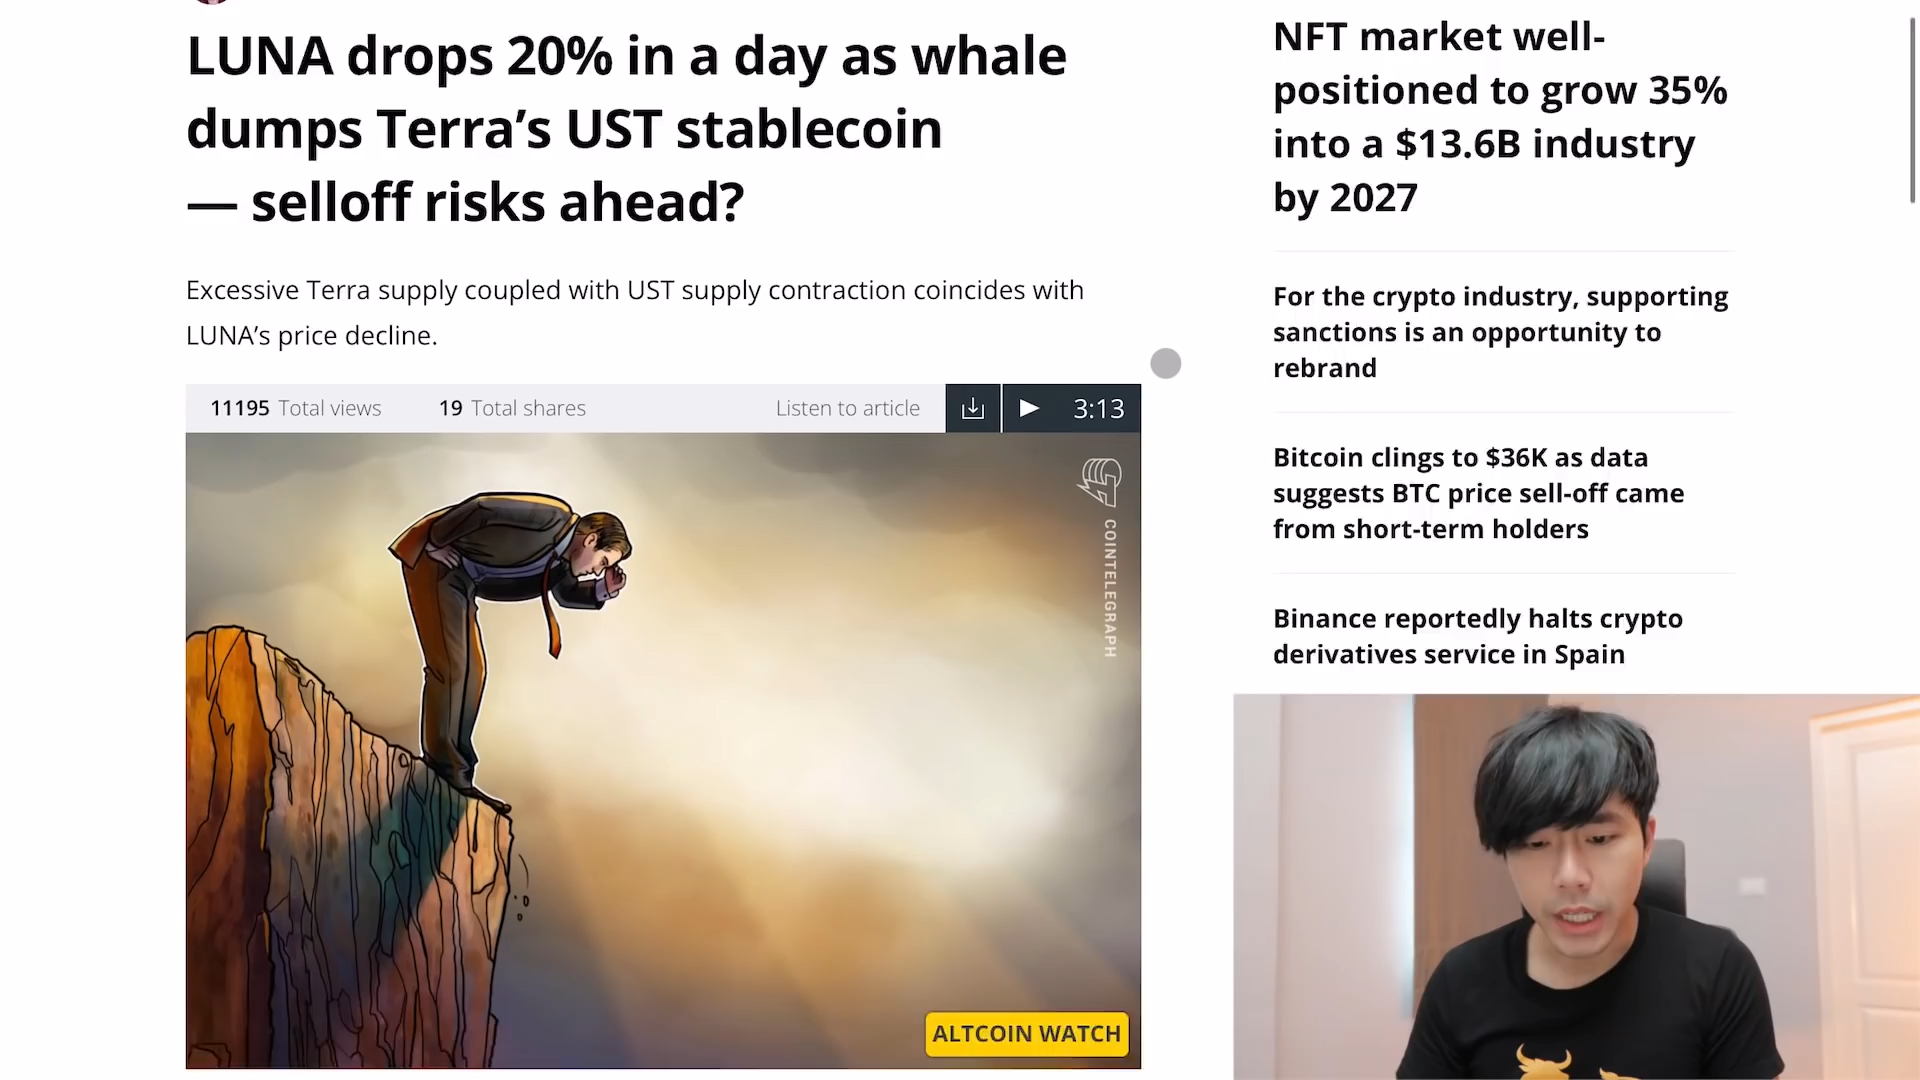 LUNA drops 20% in a day as whale
dumps Terra’s UST stablecoin
— selloff risks ahead?
Excessive Terra supply coupled with UST supply contraction coincides with
LUNA’s price decline.
11195 Total views 19 Total shares Listen to article 3:13
COINTELEGRAPH
ALTCOIN WATCH
NFT market well-
positioned to grow 35%
into a $13.6B industry
by 2027
For the crypto industry, supporting
sanctions is an opportunity to
rebrand
Bitcoin clings to $36K as data
suggests BTC price sell-off came
from short-term holders
Binance reportedly halts crypto
derivatives service in Spain